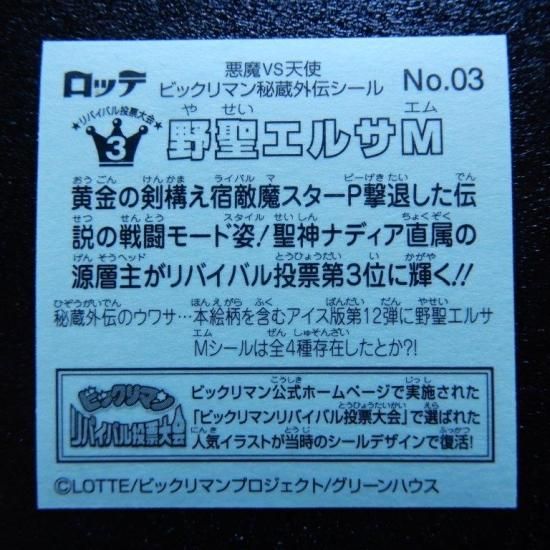 ロッテ
悪魔VS天使
ビックリマン秘蔵外伝シール
No.03
★リバイバル投票大会★
3
や せい エム
野聖エルサM
おう ごん けん かま ライバル マ ピーげき たい でん
黄金の剣構え宿敵魔スターP撃退した伝
せつ せん とう スタイル せい しん ちょく ぞく
説の戦闘モード姿!聖神ナディア直属の
げん そうヘッド とう ひょう だい い かがや
源層主がリバイバル投票第3位に輝く!!
ひ ぞう がい でん ほん え がら ふく ばん だい だん や せい
秘蔵外伝のウワサ…本絵柄を含むアイス版第12弾に野聖エルサ
エム ぜん しゅ そん ざい
Mシールは全4種存在したとか?!
ビックリマン
リバイバル投票大会
こう しき じっ し
ビックリマン公式ホームページで実施された
とう ひょう たい かい えら
「ビックリマンリバイバル投票大会」で選ばれた
にん き とう じ ふっ かつ
人気イラストが当時のシールデザインで復活!
©LOTTE/ビックリマンプロジェクト/グリーンハウス